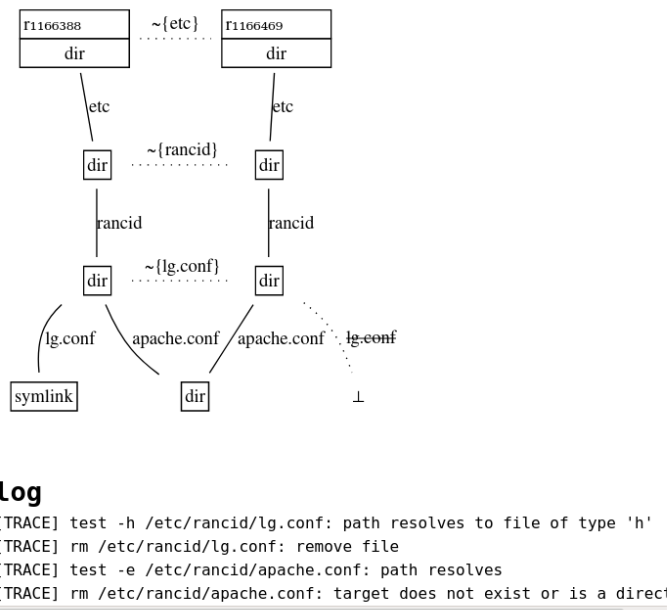 r1166388 ~{etc} r1166469
dir dir
etc etc
dir ~{rancid} dir
rancid rancid
dir ~{lg.conf} dir
lg.conf apache.conf apache.conf lg.conf
symlink dir ⊥
log
[TRACE] test -h /etc/rancid/lg.conf: path resolves to file of type 'h'
[TRACE] rm /etc/rancid/lg.conf: remove file
[TRACE] test -e /etc/rancid/apache.conf: path resolves
[TRACE] rm /etc/rancid/apache.conf: target does not exist or is a direct